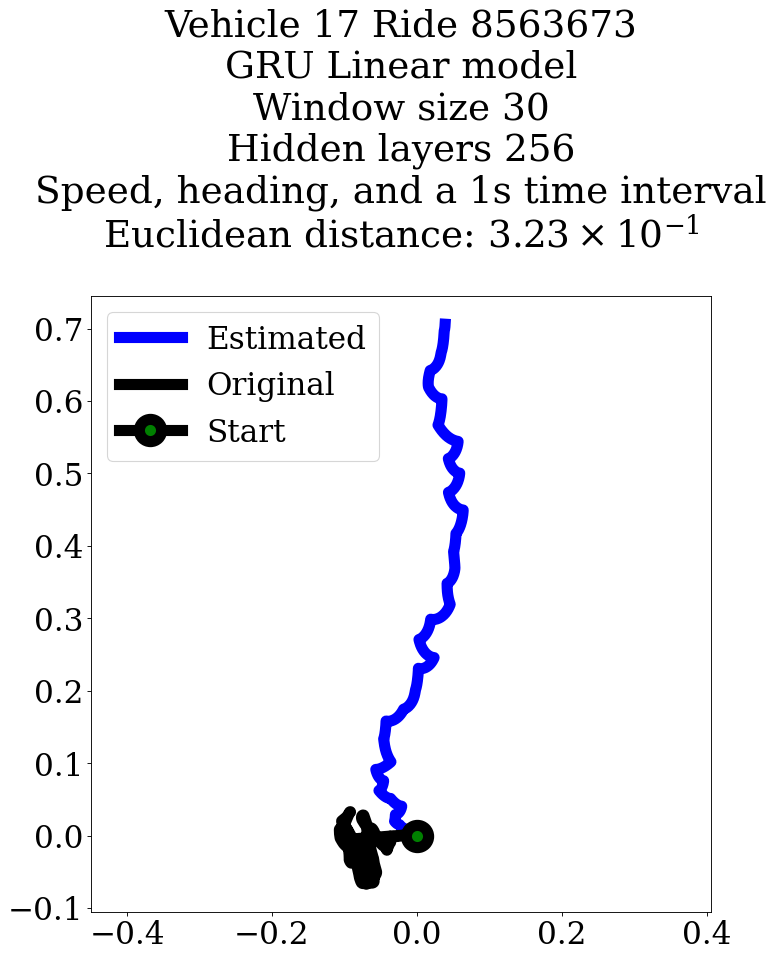 Vehicle 17 Ride 8563673
GRU Linear model
Window size 30
Hidden layers 256
Speed, heading, and a 1s time interval
Euclidean distance: 3.23 × 10⁻¹
Estimated
Original
Start
0.7
0.6
0.5
0.4
0.3
0.2
0.1
0.0
−0.1
−0.4
−0.2
0.0
0.2
0.4